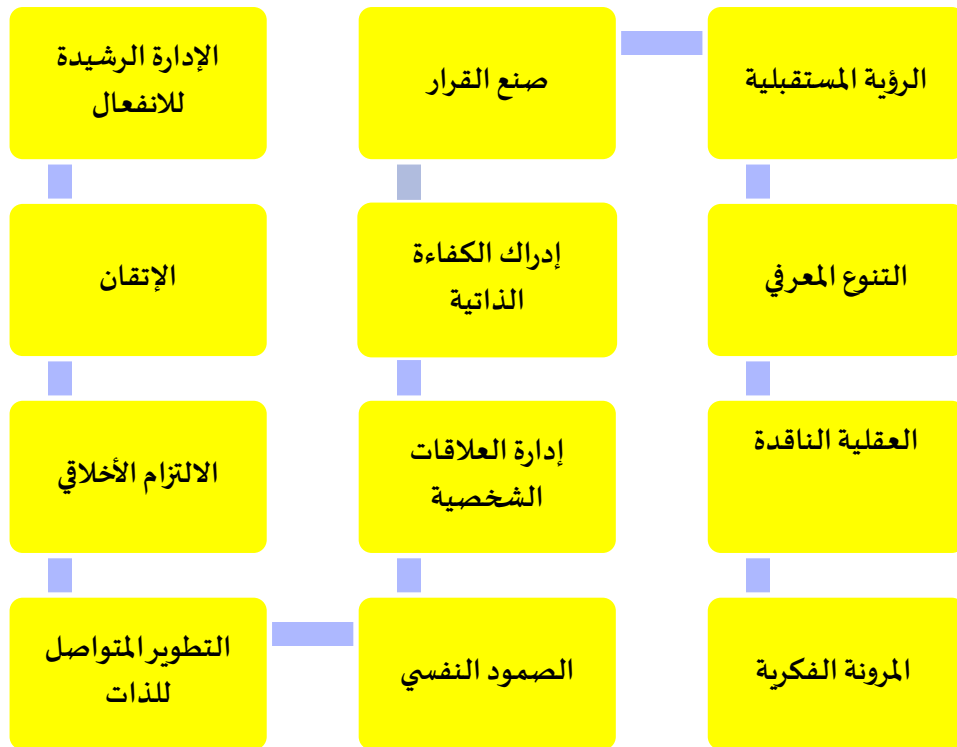 الرؤية المستقبلية
صنع القرار
الإدارة الرشيدة
للانفعال
التنوع المعرفي
إدراك الكفاءة
الذاتية
الإتقان
العقلية الناقدة
إدارة العلاقات
الشخصية
الالتزام الأخلاقي
المرونة الفكرية
الصمود النفسي
التطوير المتواصل
للذات